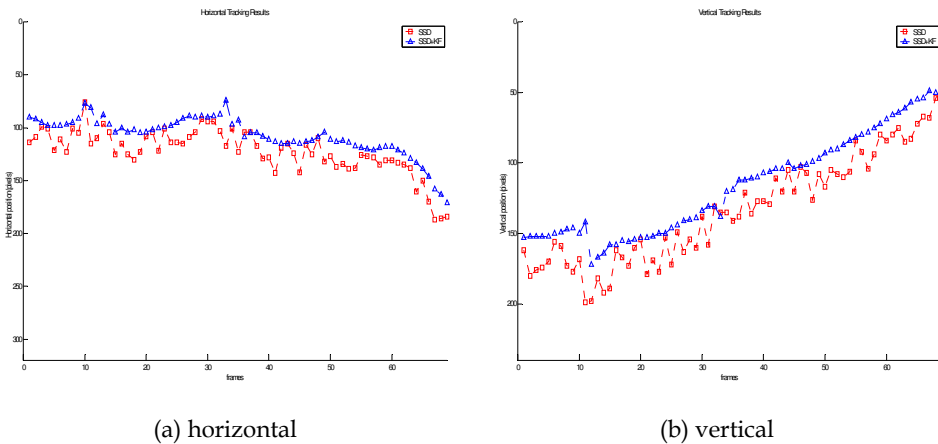 Horizontal Tracking Results
SSD
SSD+KF
Horizontal position(pixels)
0
50
100
150
200
250
300
0
10
20
30
40
50
60
frames
(a) horizontal
Vertical Tracking Results
SSD
SSD+KF
Vertical position(pixels)
0
50
100
150
200
0
10
20
30
40
50
60
frames
(b) vertical